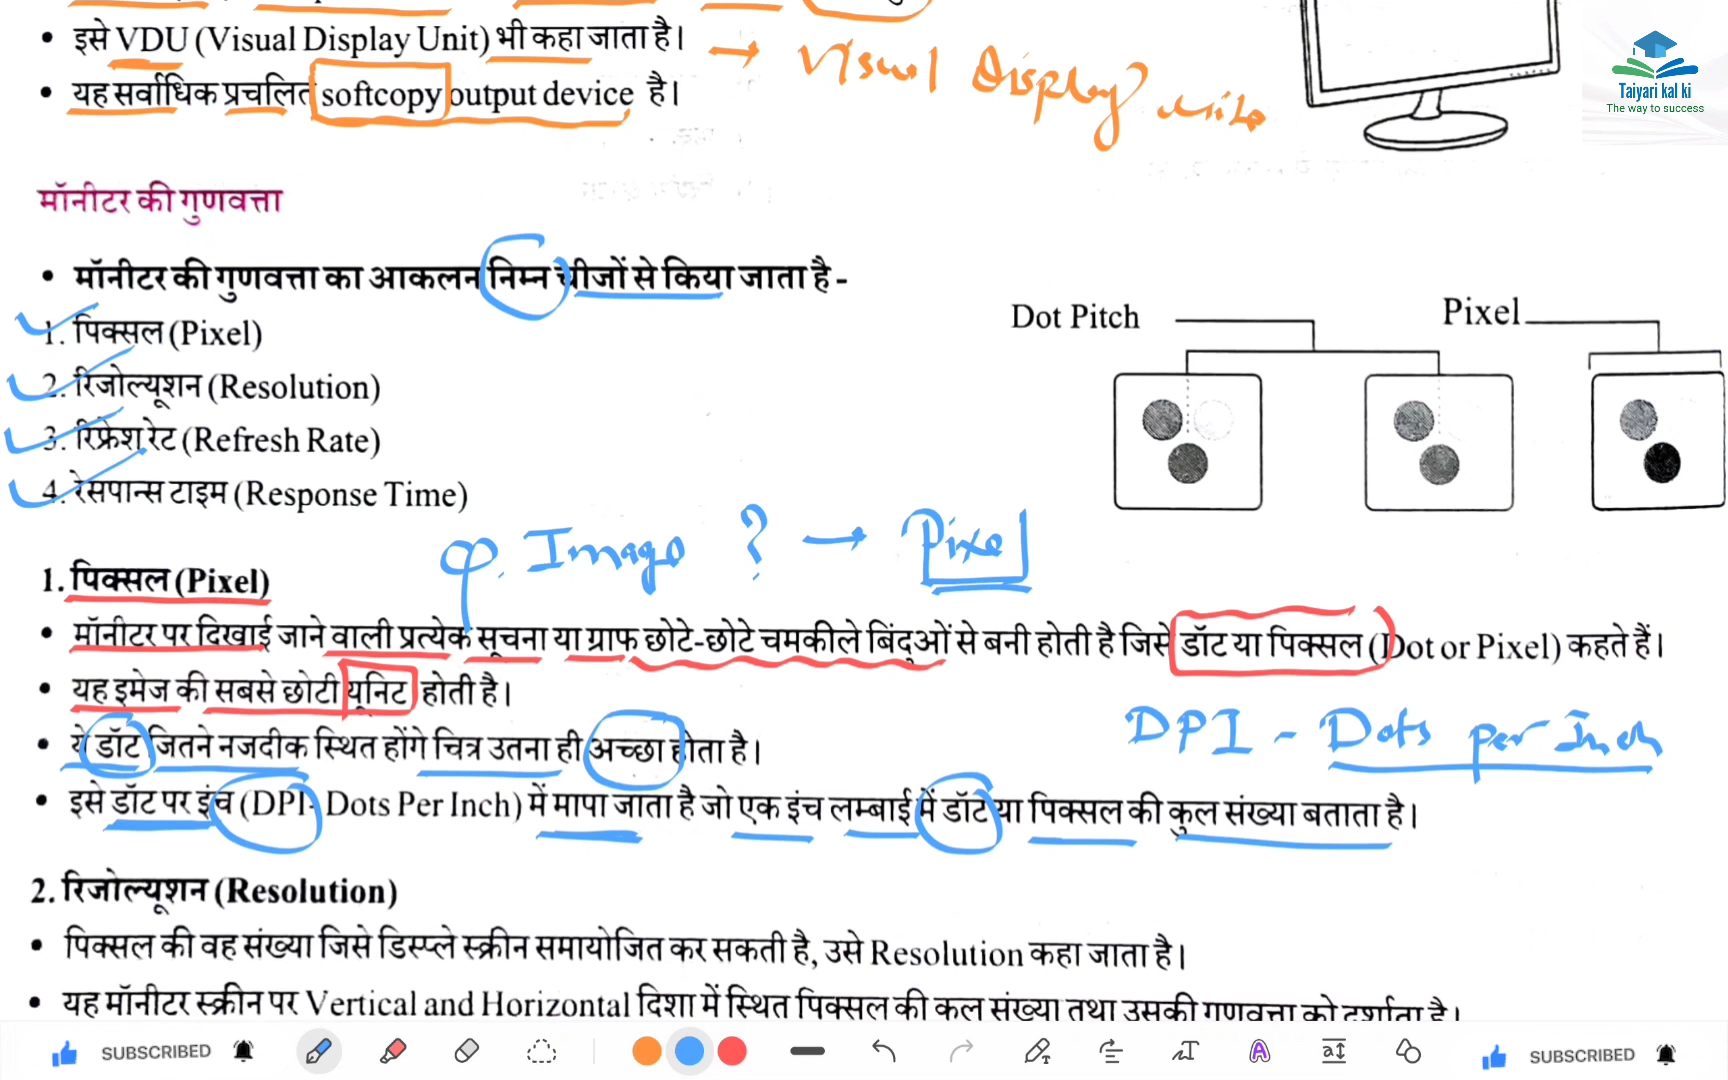 • इसे VDU (Visual Display Unit) भी कहा जाता है। → Visual Display
• यह सर्वाधिक प्रचलित softcopy output device है।
Taiyari kal ki
The way to success
मॉनीटर की गुणवत्ता
• मॉनीटर की गुणवत्ता का आकलन निम्न चीजों से किया जाता है -
1. पिक्सल (Pixel)
2. रिजोल्यूशन (Resolution)
3. रिफ्रेश रेट (Refresh Rate)
4. रेसपान्स टाइम (Response Time)
Dot Pitch
Pixel
Q. Image ? → Pixel
1. पिक्सल (Pixel)
• मॉनीटर पर दिखाई जाने वाली प्रत्येक सूचना या ग्राफ छोटे-छोटे चमकीले बिंदुओं से बनी होती है जिसे डॉट या पिक्सल (Dot or Pixel) कहते हैं।
• यह इमेज की सबसे छोटी यूनिट होती है।
DPI - Dots per Inch
• ये डॉट जितने नजदीक स्थित होंगे चित्र उतना ही अच्छा होता है।
• इसे डॉट पर इंच (DPI- Dots Per Inch) में मापा जाता है जो एक इंच लम्बाई में डॉट या पिक्सल की कुल संख्या बताता है।
2. रिजोल्यूशन (Resolution)
• पिक्सल की वह संख्या जिसे डिस्प्ले स्क्रीन समायोजित कर सकती है, उसे Resolution कहा जाता है।
• यह मॉनीटर स्क्रीन पर Vertical and Horizontal दिशा में स्थित पिक्सल की कुल संख्या तथा उसकी गुणवत्ता को दर्शाता है।
SUBSCRIBED
SUBSCRIBED